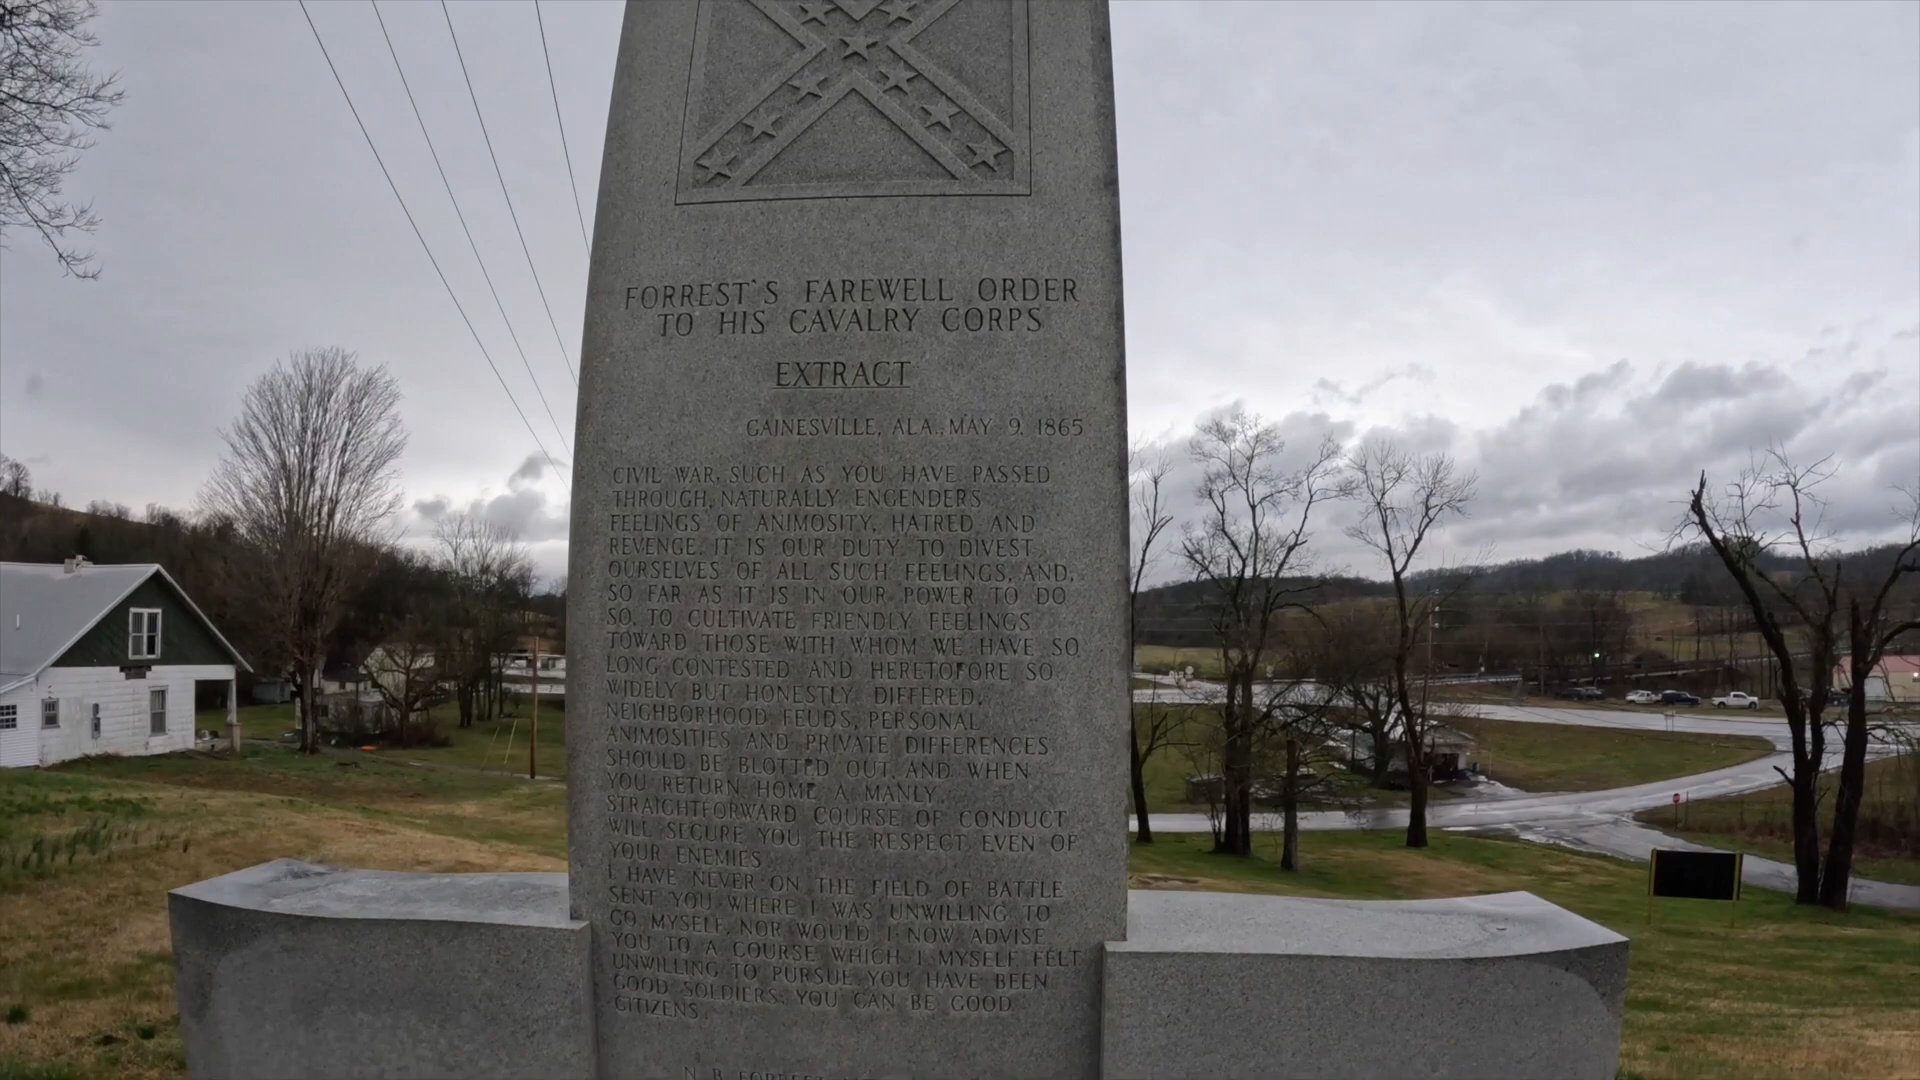 FORREST'S FAREWELL ORDER
TO HIS CAVALRY CORPS
EXTRACT
GAINESVILLE, ALA., MAY 9, 1865
CIVIL WAR, SUCH AS YOU HAVE PASSED
THROUGH, NATURALLY ENGENDERS
FEELINGS OF ANIMOSITY, HATRED AND
REVENGE. IT IS OUR DUTY TO DIVEST
OURSELVES OF ALL SUCH FEELINGS, AND,
SO FAR AS IT IS IN OUR POWER TO DO
SO, TO CULTIVATE FRIENDLY FEELINGS
TOWARD THOSE WITH WHOM WE HAVE SO
LONG CONTESTED AND HERETOFORE SO
WIDELY BUT HONESTLY DIFFERED.
NEIGHBORHOOD FEUDS, PERSONAL
ANIMOSITIES AND PRIVATE DIFFERENCES
SHOULD BE BLOTTED OUT, AND WHEN
YOU RETURN HOME A MANLY,
STRAIGHTFORWARD COURSE OF CONDUCT
WILL SECURE YOU THE RESPECT EVEN OF
YOUR ENEMIES.
I HAVE NEVER ON THE FIELD OF BATTLE
SENT YOU WHERE I WAS UNWILLING TO
GO MYSELF, NOR WOULD I NOW ADVISE
YOU TO A COURSE WHICH I MYSELF FELT
UNWILLING TO PURSUE. YOU HAVE BEEN
GOOD SOLDIERS, YOU CAN BE GOOD
CITIZENS.
N. B. FORREST